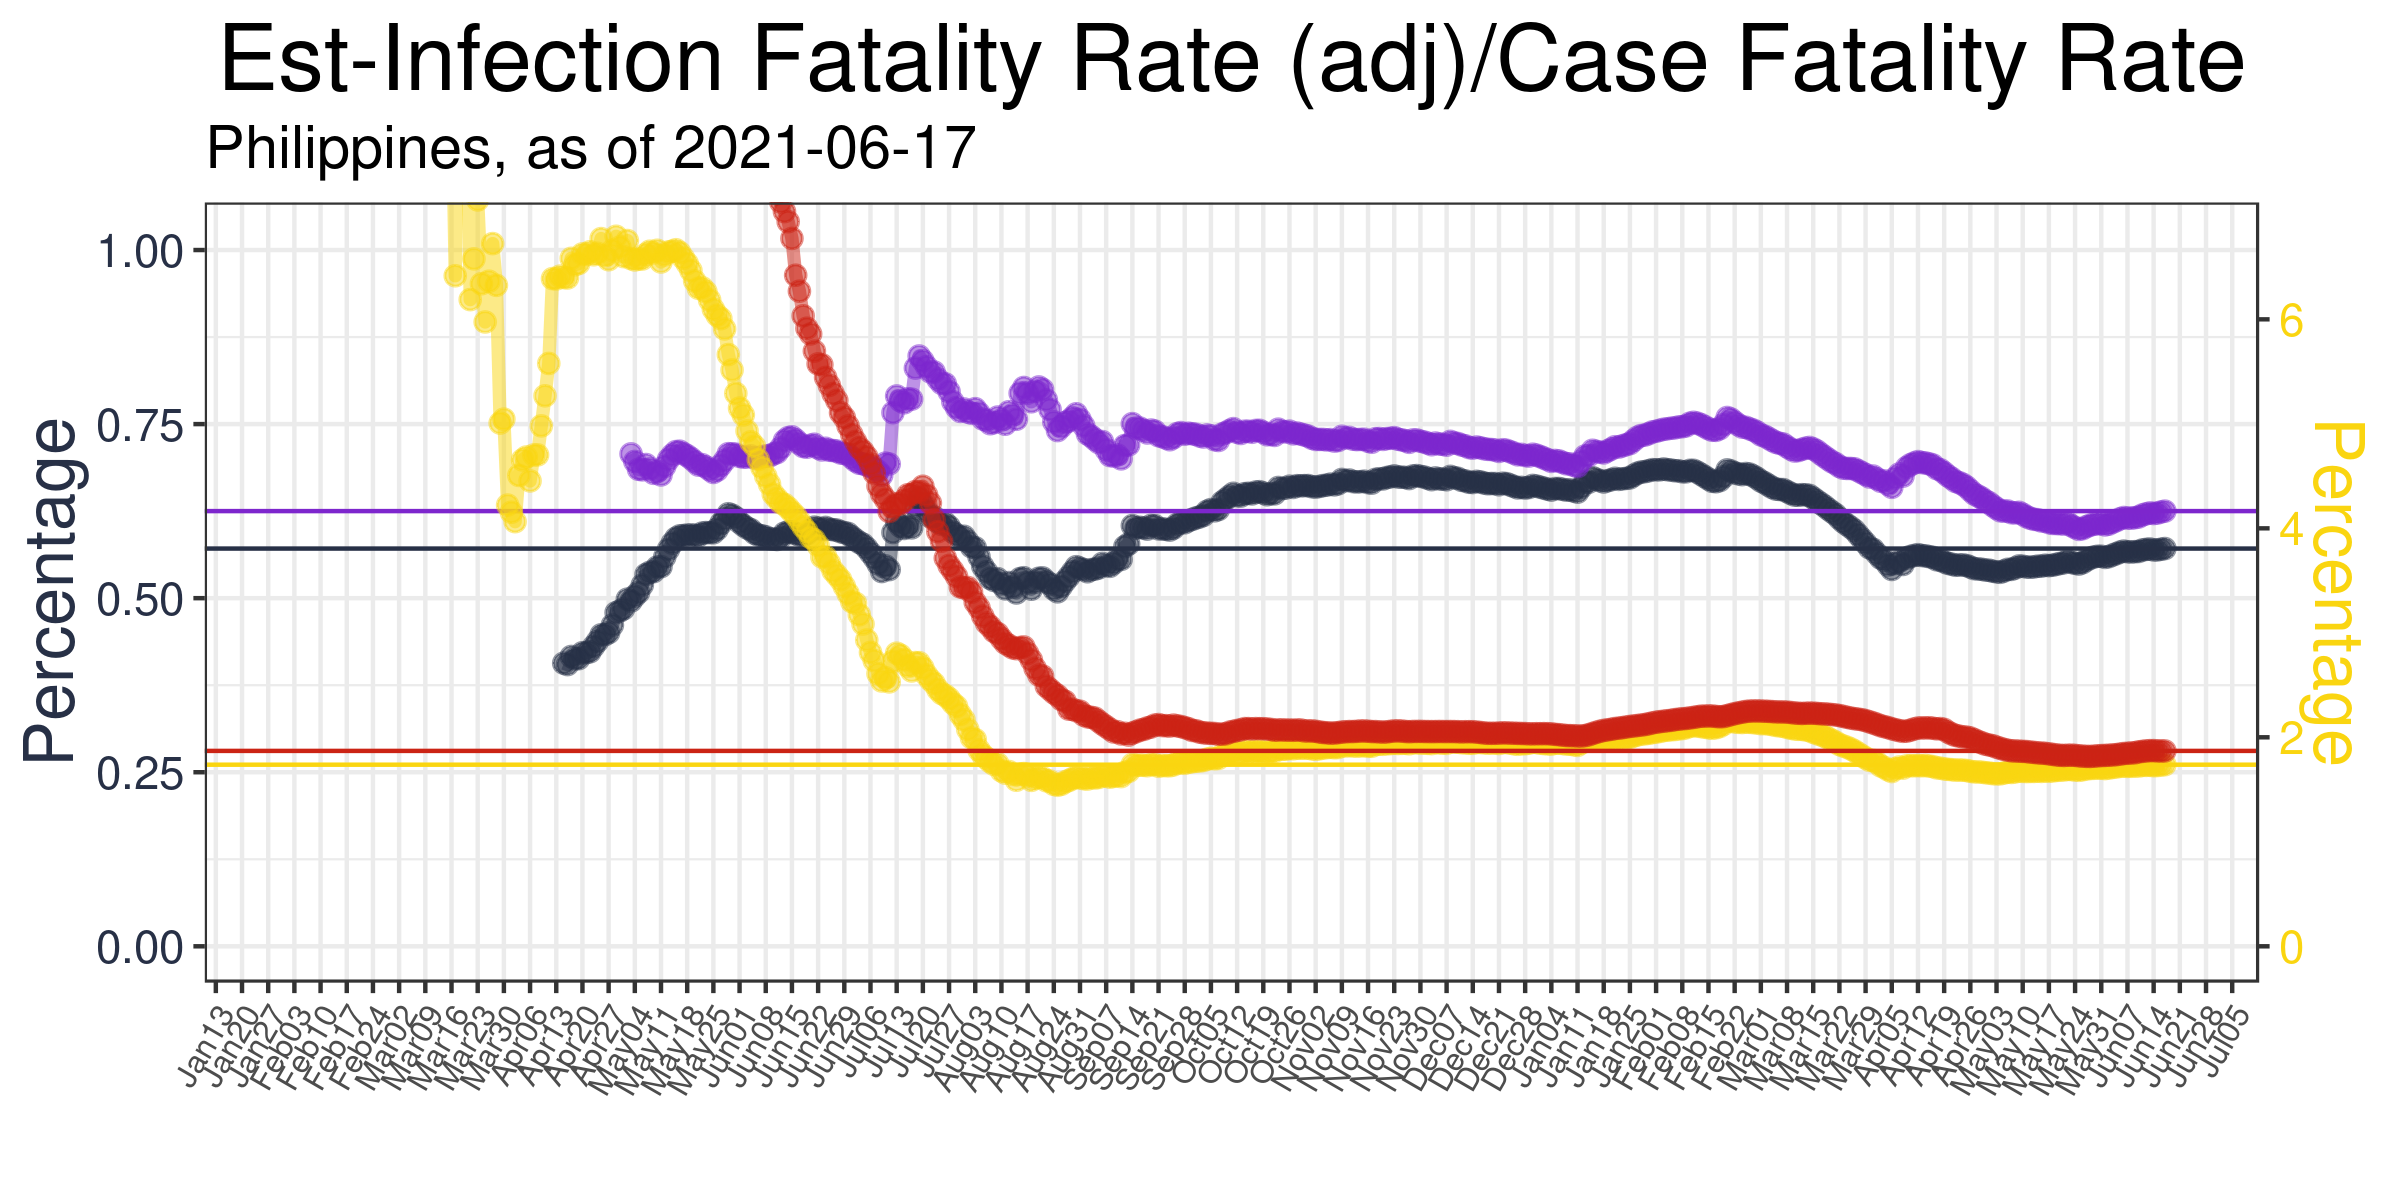 Est-Infection Fatality Rate (adj)/Case Fatality Rate
Philippines, as of 2021-06-17
Percentage
1.00
0.75
0.50
0.25
0.00
6
4
2
0
Percentage
Jan13
Jan20
Jan27
Feb03
Feb10
Feb17
Feb24
Mar02
Mar09
Mar16
Mar23
Mar30
Apr06
Apr13
Apr20
Apr27
May04
May11
May18
May25
Jun01
Jun08
Jun15
Jun22
Jun29
Jul06
Jul13
Jul20
Jul27
Aug03
Aug10
Aug17
Aug24
Aug31
Sep07
Sep14
Sep21
Sep28
Oct05
Oct12
Oct19
Oct26
Nov02
Nov09
Nov16
Nov23
Nov30
Dec07
Dec14
Dec21
Dec28
Jan04
Jan11
Jan18
Jan25
Feb01
Feb08
Feb15
Feb22
Mar01
Mar08
Mar15
Mar22
Mar29
Apr05
Apr12
Apr19
Apr26
May03
May10
May17
May24
May31
Jun07
Jun14
Jun21
Jun28
Jul05